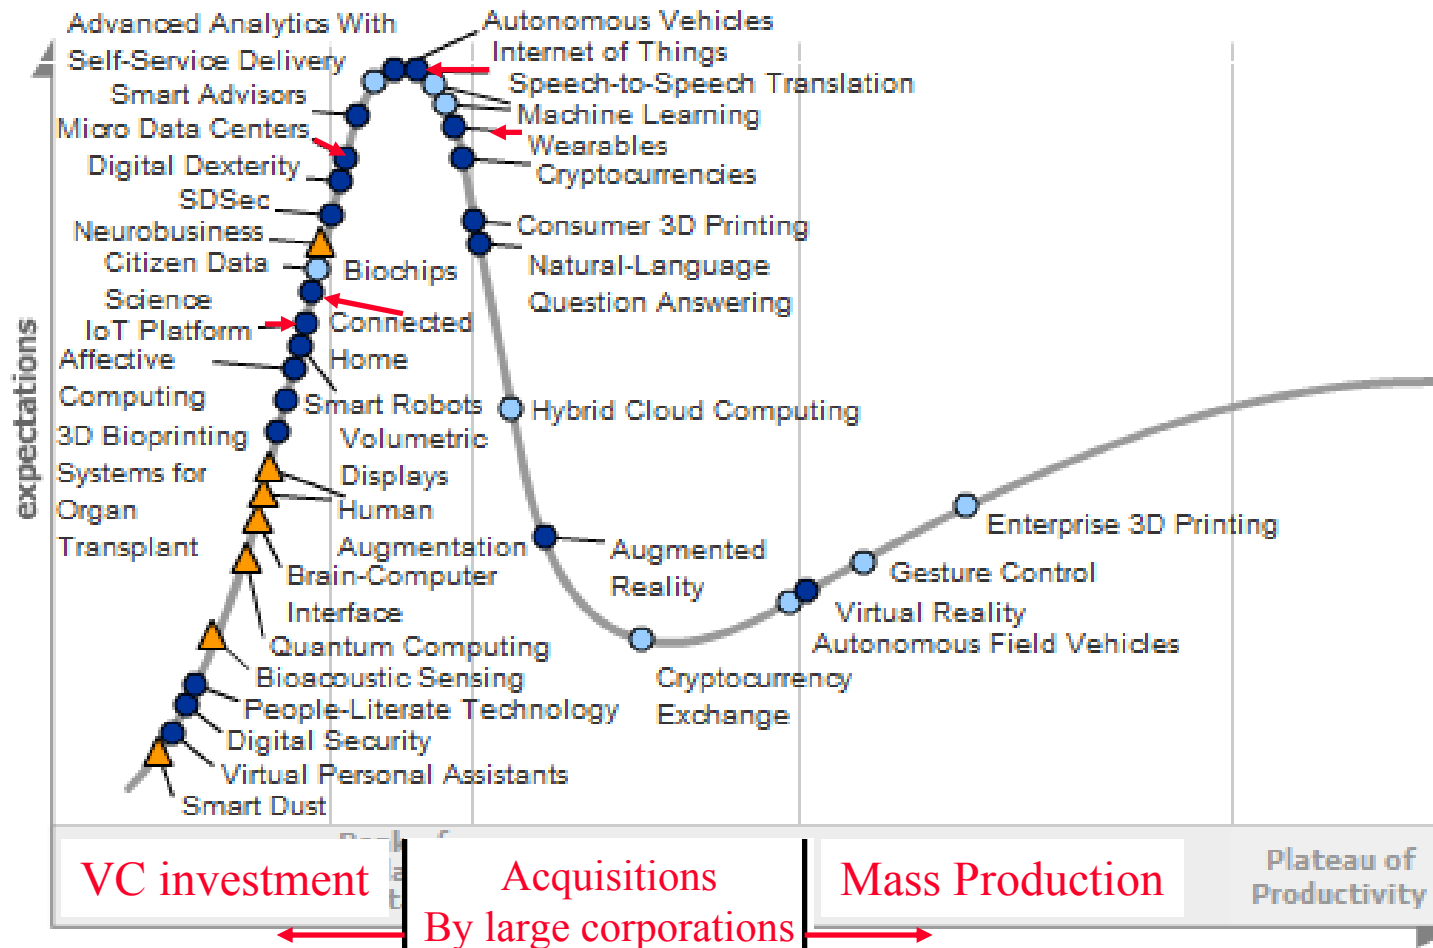 Advanced Analytics With
Self-Service Delivery
Smart Advisors
Micro Data Centers
Digital Dexterity
SDSec
Neurobusiness
Citizen Data
Science
IoT Platform
Affective
Computing
3D Bioprinting
Systems for
Organ
Transplant
Autonomous Vehicles
Internet of Things
Speech-to-Speech Translation
Machine Learning
Wearables
Cryptocurrencies
Consumer 3D Printing
Natural-Language
Question Answering
Biochips
Connected
Home
Smart Robots
Volumetric
Displays
Human
Augmentation
Brain-Computer
Interface
Quantum Computing
Bioacoustic Sensing
People-Literate Technology
Digital Security
Virtual Personal Assistants
Smart Dust
Hybrid Cloud Computing
Augmented
Reality
Cryptocurrency
Exchange
Enterprise 3D Printing
Gesture Control
Virtual Reality
Autonomous Field Vehicles
expectations
VC investment
Acquisitions
By large corporations
Mass Production
Plateau of
Productivity